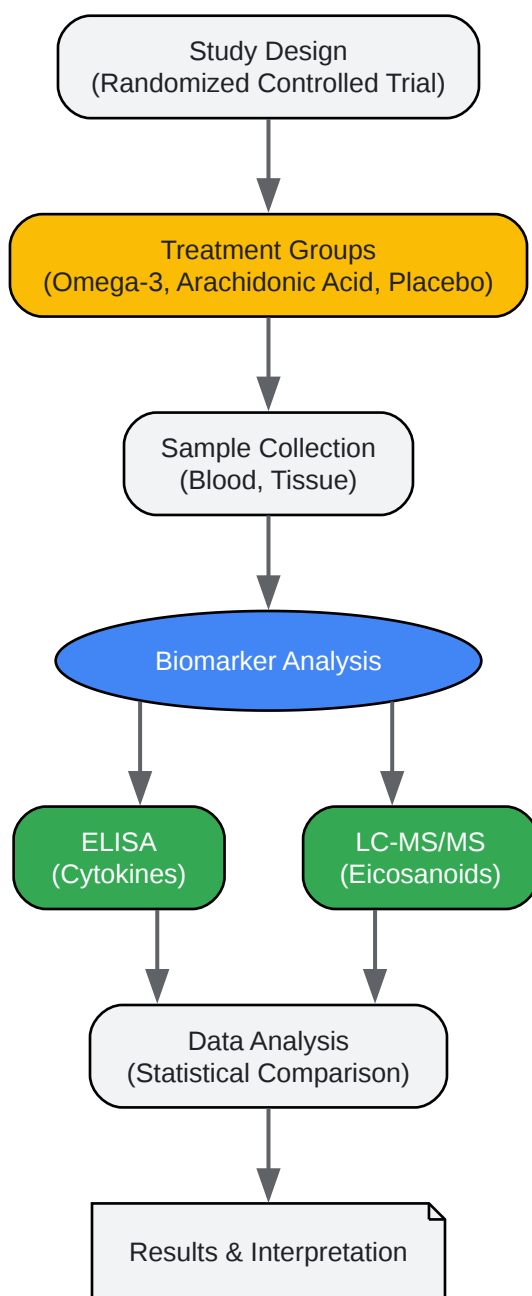 Study Design
(Randomized Controlled Trial)
Treatment Groups
(Omega-3, Arachidonic Acid, Placebo)
Sample Collection
(Blood, Tissue)
Biomarker Analysis
ELISA
(Cytokines)
LC-MS/MS
(Eicosanoids)
Data Analysis
(Statistical Comparison)
Results & Interpretation